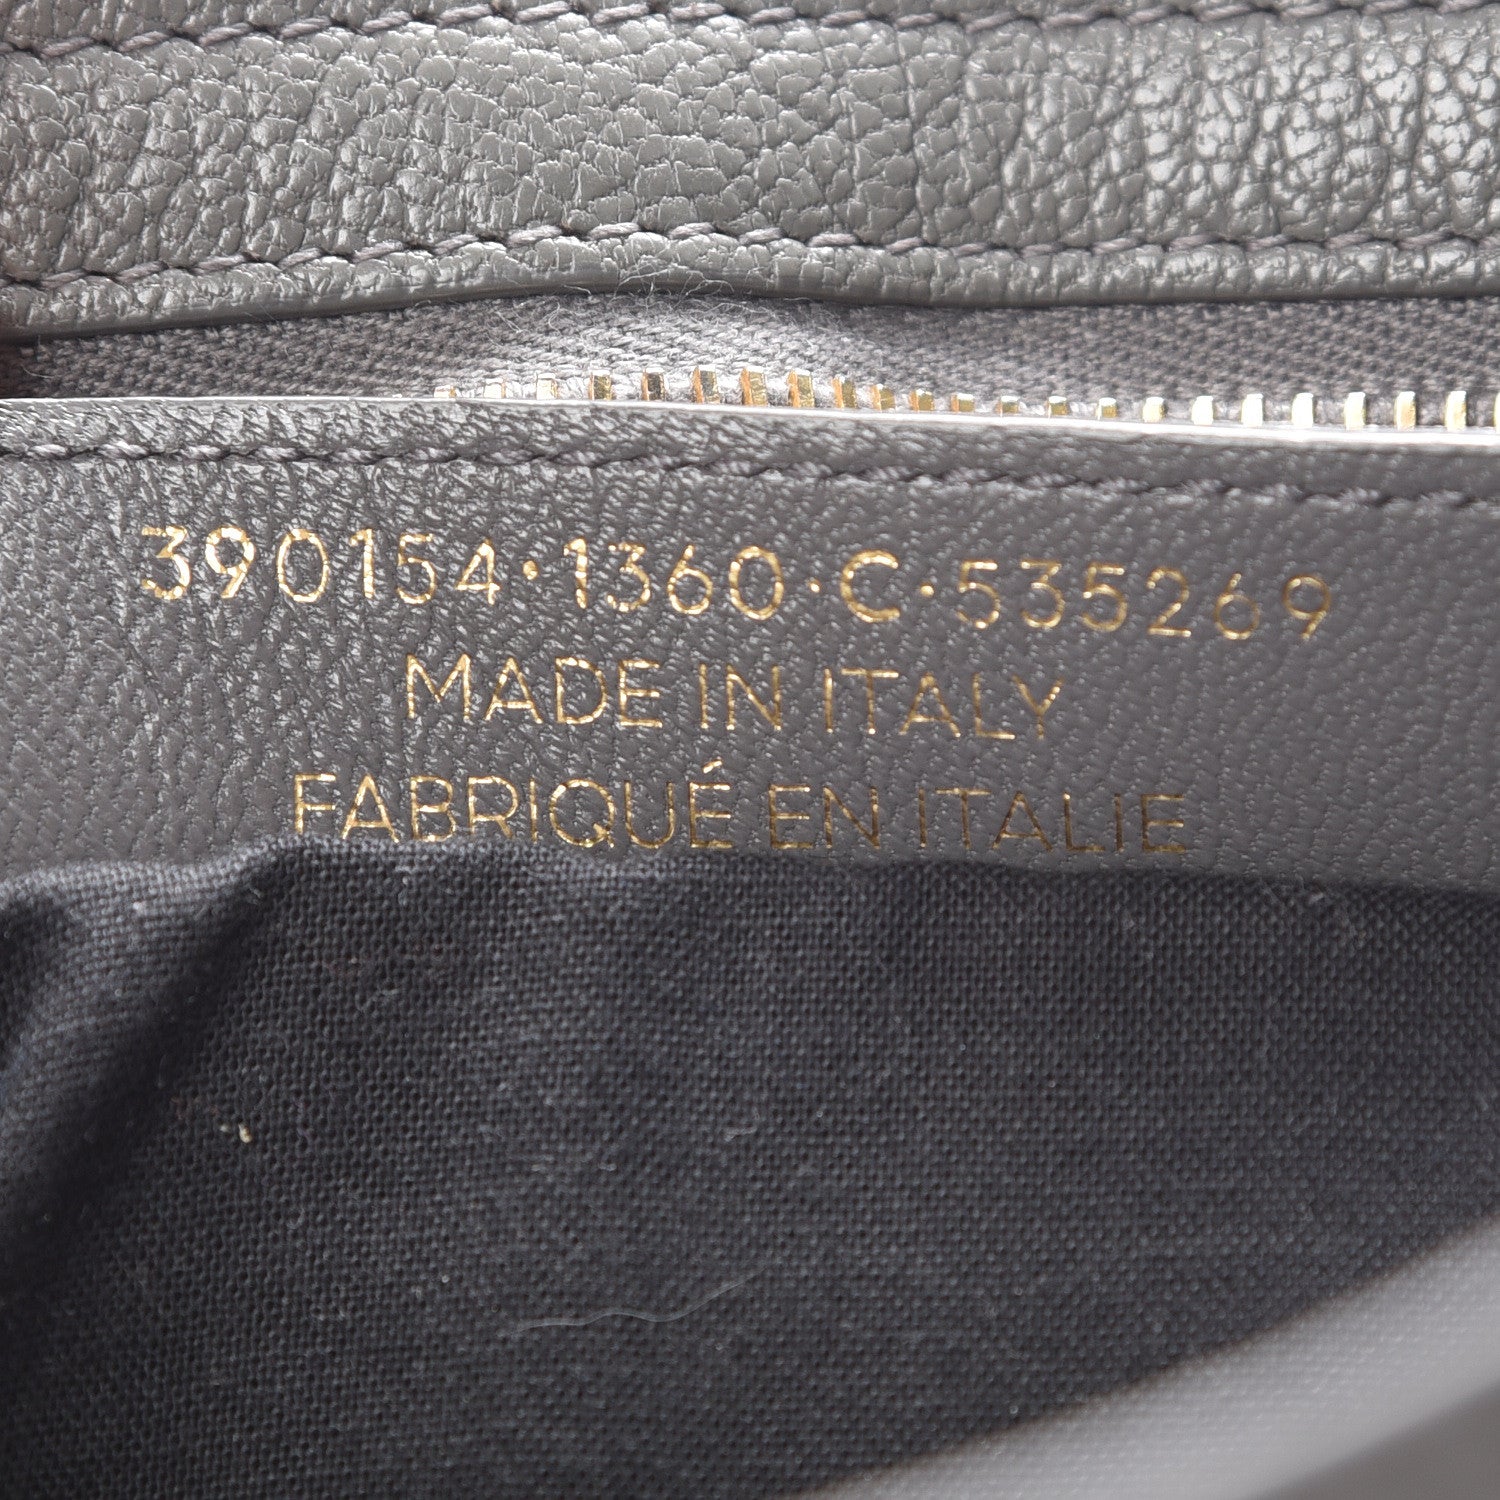 390154·1360·C·535269
MADE IN ITALY
FABRIQUÉ EN ITALIE